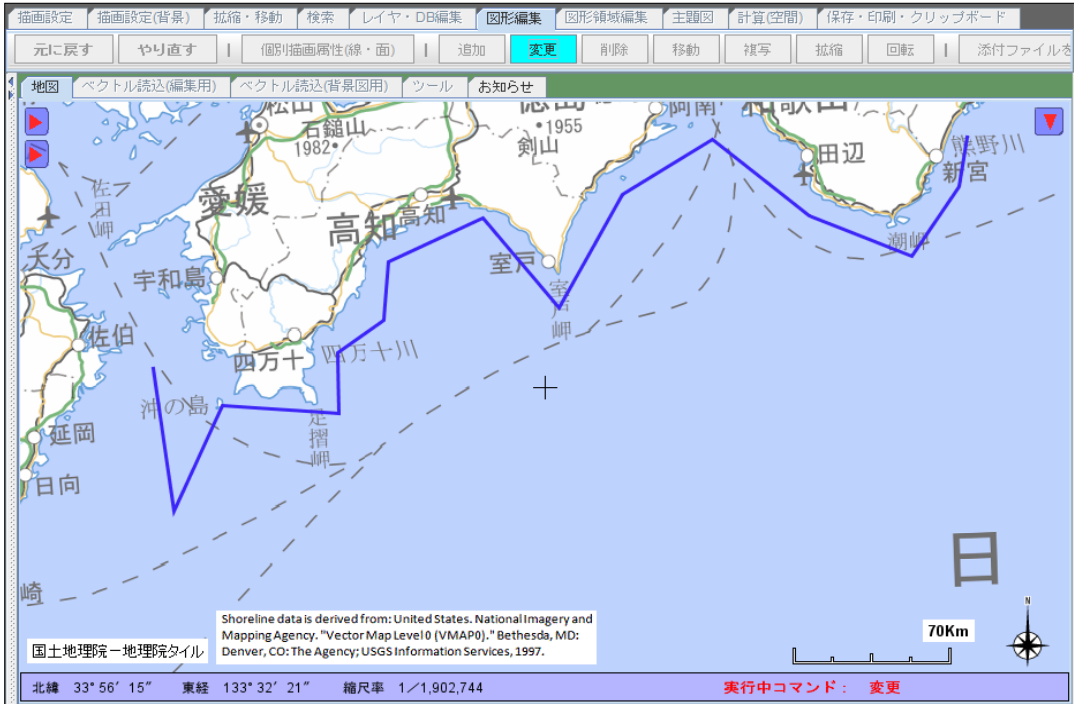 描画設定 描画設定(背景) 拡縮・移動 検索 レイヤ・DB編集 図形編集 図形領域編集 主題図 計算(空間) 保存・印刷・クリップボード
元に戻す やり直す | 個別描画属性(線・面) | 追加 変更 削除 移動 複写 拡縮 回転 | 添付ファイルを
地図 ベクトル読込(編集用) ベクトル読込(背景図用) ツール お知らせ
松山
石鎚山
1982
1955
剣山
阿南
和歌山
田辺
熊野川
新宮
潮岬
佐田岬
愛媛
高知
高知
大分
宇和島
室戸
室戸岬
佐伯
四万十
四万十川
沖の島
足摺岬
延岡
日向
日
崎
Shoreline data is derived from: United States. National Imagery and
Mapping Agency. "Vector Map Level 0 (VMAP0)." Bethesda, MD:
Denver, CO: The Agency; USGS Information Services, 1997.
国土地理院－地理院タイル
70Km
N
北緯 33° 56′ 15″ 東経 133° 32′ 21″ 縮尺率 1／1,902,744 実行中コマンド： 変更